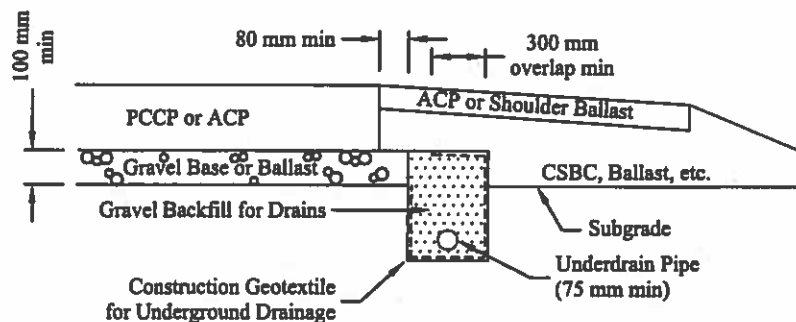 80 mm min
300 mm
overlap min
100 mm
min
ACP or Shoulder Ballast
PCCP or ACP
Gravel Base or Ballast
CSBC, Ballast, etc.
Gravel Backfill for Drains
Subgrade
Underdrain Pipe
(75 mm min)
Construction Geotextile
for Underground Drainage